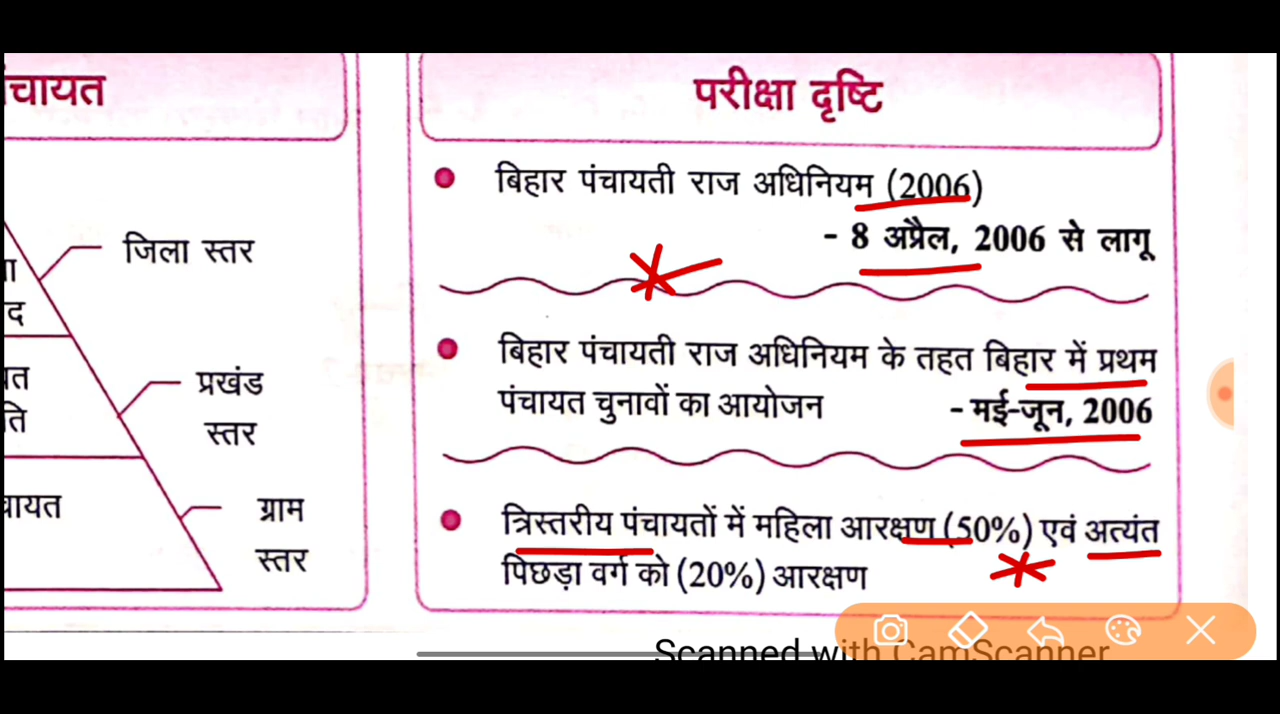 चायत
जिला स्तर
द
प्रखंड
स्तर
ति
चायत
ग्राम
स्तर
परीक्षा दृष्टि
बिहार पंचायती राज अधिनियम (2006)
- 8 अप्रैल, 2006 से लागू
बिहार पंचायती राज अधिनियम के तहत बिहार में प्रथम
पंचायत चुनावों का आयोजन - मई-जून, 2006
त्रिस्तरीय पंचायतों में महिला आरक्षण (50%) एवं अत्यंत
पिछड़ा वर्ग को (20%) आरक्षण
Scanned with CamScanner